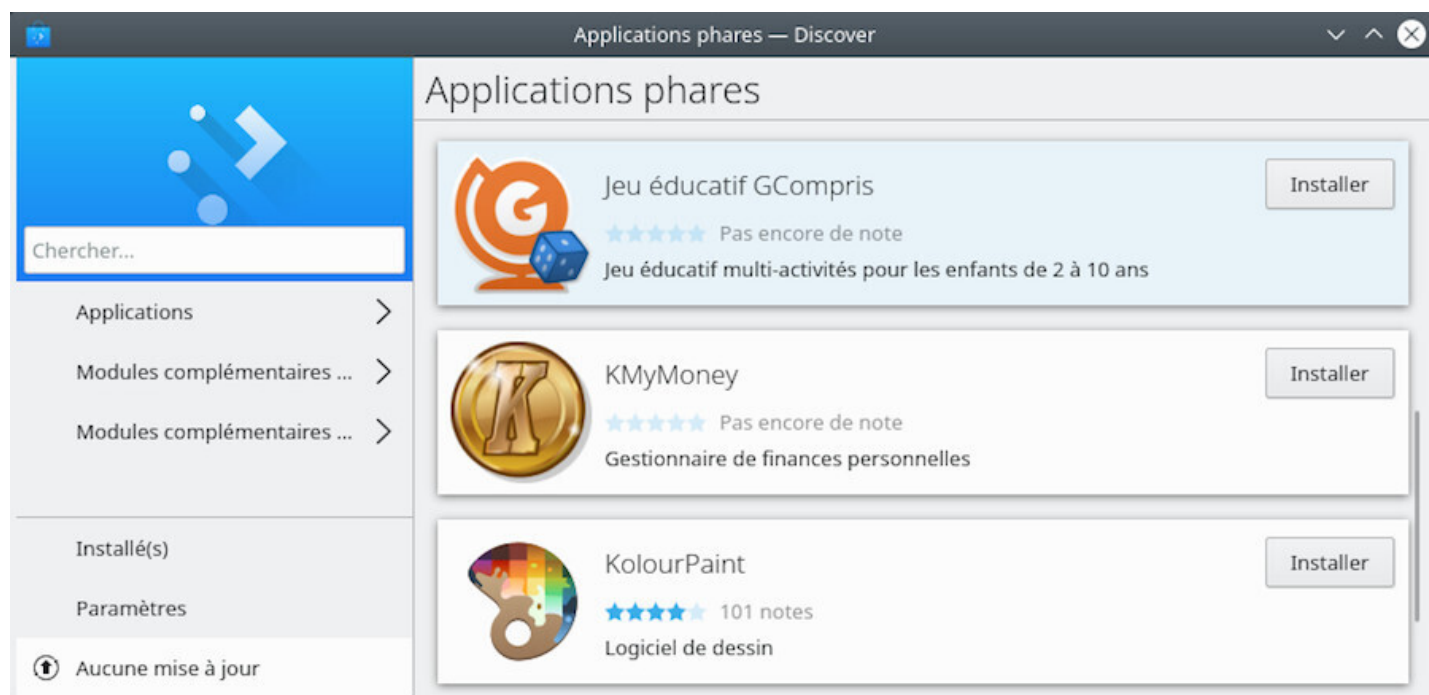 Applications phares — Discover
Chercher...
Applications
Modules complémentaires ...
Modules complémentaires ...
Installé(s)
Paramètres
Aucune mise à jour
Applications phares
Jeu éducatif GCompris
Installer
Pas encore de note
Jeu éducatif multi-activités pour les enfants de 2 à 10 ans
KMyMoney
Installer
Pas encore de note
Gestionnaire de finances personnelles
KolourPaint
Installer
101 notes
Logiciel de dessin